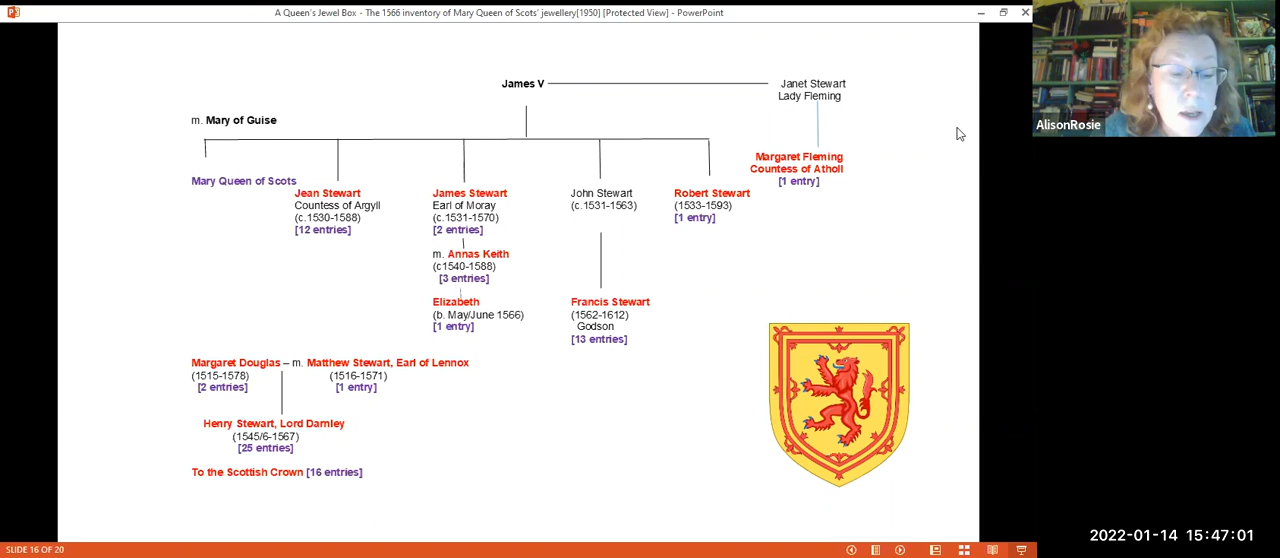 A Queen's Jewel Box - The 1566 inventory of Mary Queen of Scots' jewellery[1950] [Protected View] - PowerPoint
James V
Janet Stewart
Lady Fleming
m. Mary of Guise
Margaret Fleming
Countess of Atholl
[1 entry]
Mary Queen of Scots
Jean Stewart
Countess of Argyll
(c.1530-1588)
[12 entries]
James Stewart
Earl of Moray
(c.1531-1570)
[2 entries]
m. Annas Keith
(c1540-1588)
[3 entries]
Elizabeth
(b. May/June 1566)
[1 entry]
John Stewart
(c.1531-1563)
Francis Stewart
(1562-1612)
Godson
[13 entries]
Robert Stewart
(1533-1593)
[1 entry]
Margaret Douglas – m. Matthew Stewart, Earl of Lennox
(1515-1578) (1516-1571)
[2 entries] [1 entry]
Henry Stewart, Lord Darnley
(1545/6-1567)
[25 entries]
To the Scottish Crown [16 entries]
SLIDE 16 OF 20
AlisonRosie
2022-01-14 15:47:01